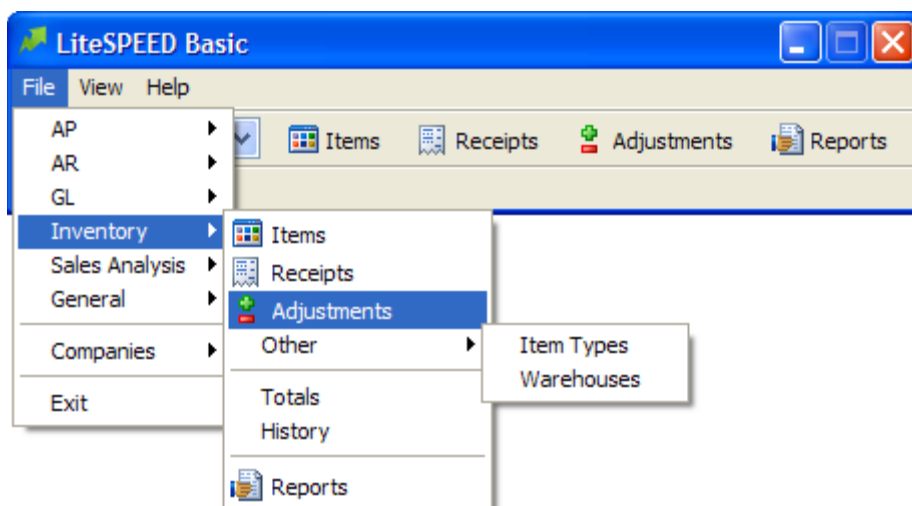 LiteSPEED Basic
File View Help
Items Receipts Adjustments Reports
AP
AR
GL
Inventory
Sales Analysis
General
Companies
Exit
Items
Receipts
Adjustments
Other
Totals
History
Reports
Item Types
Warehouses